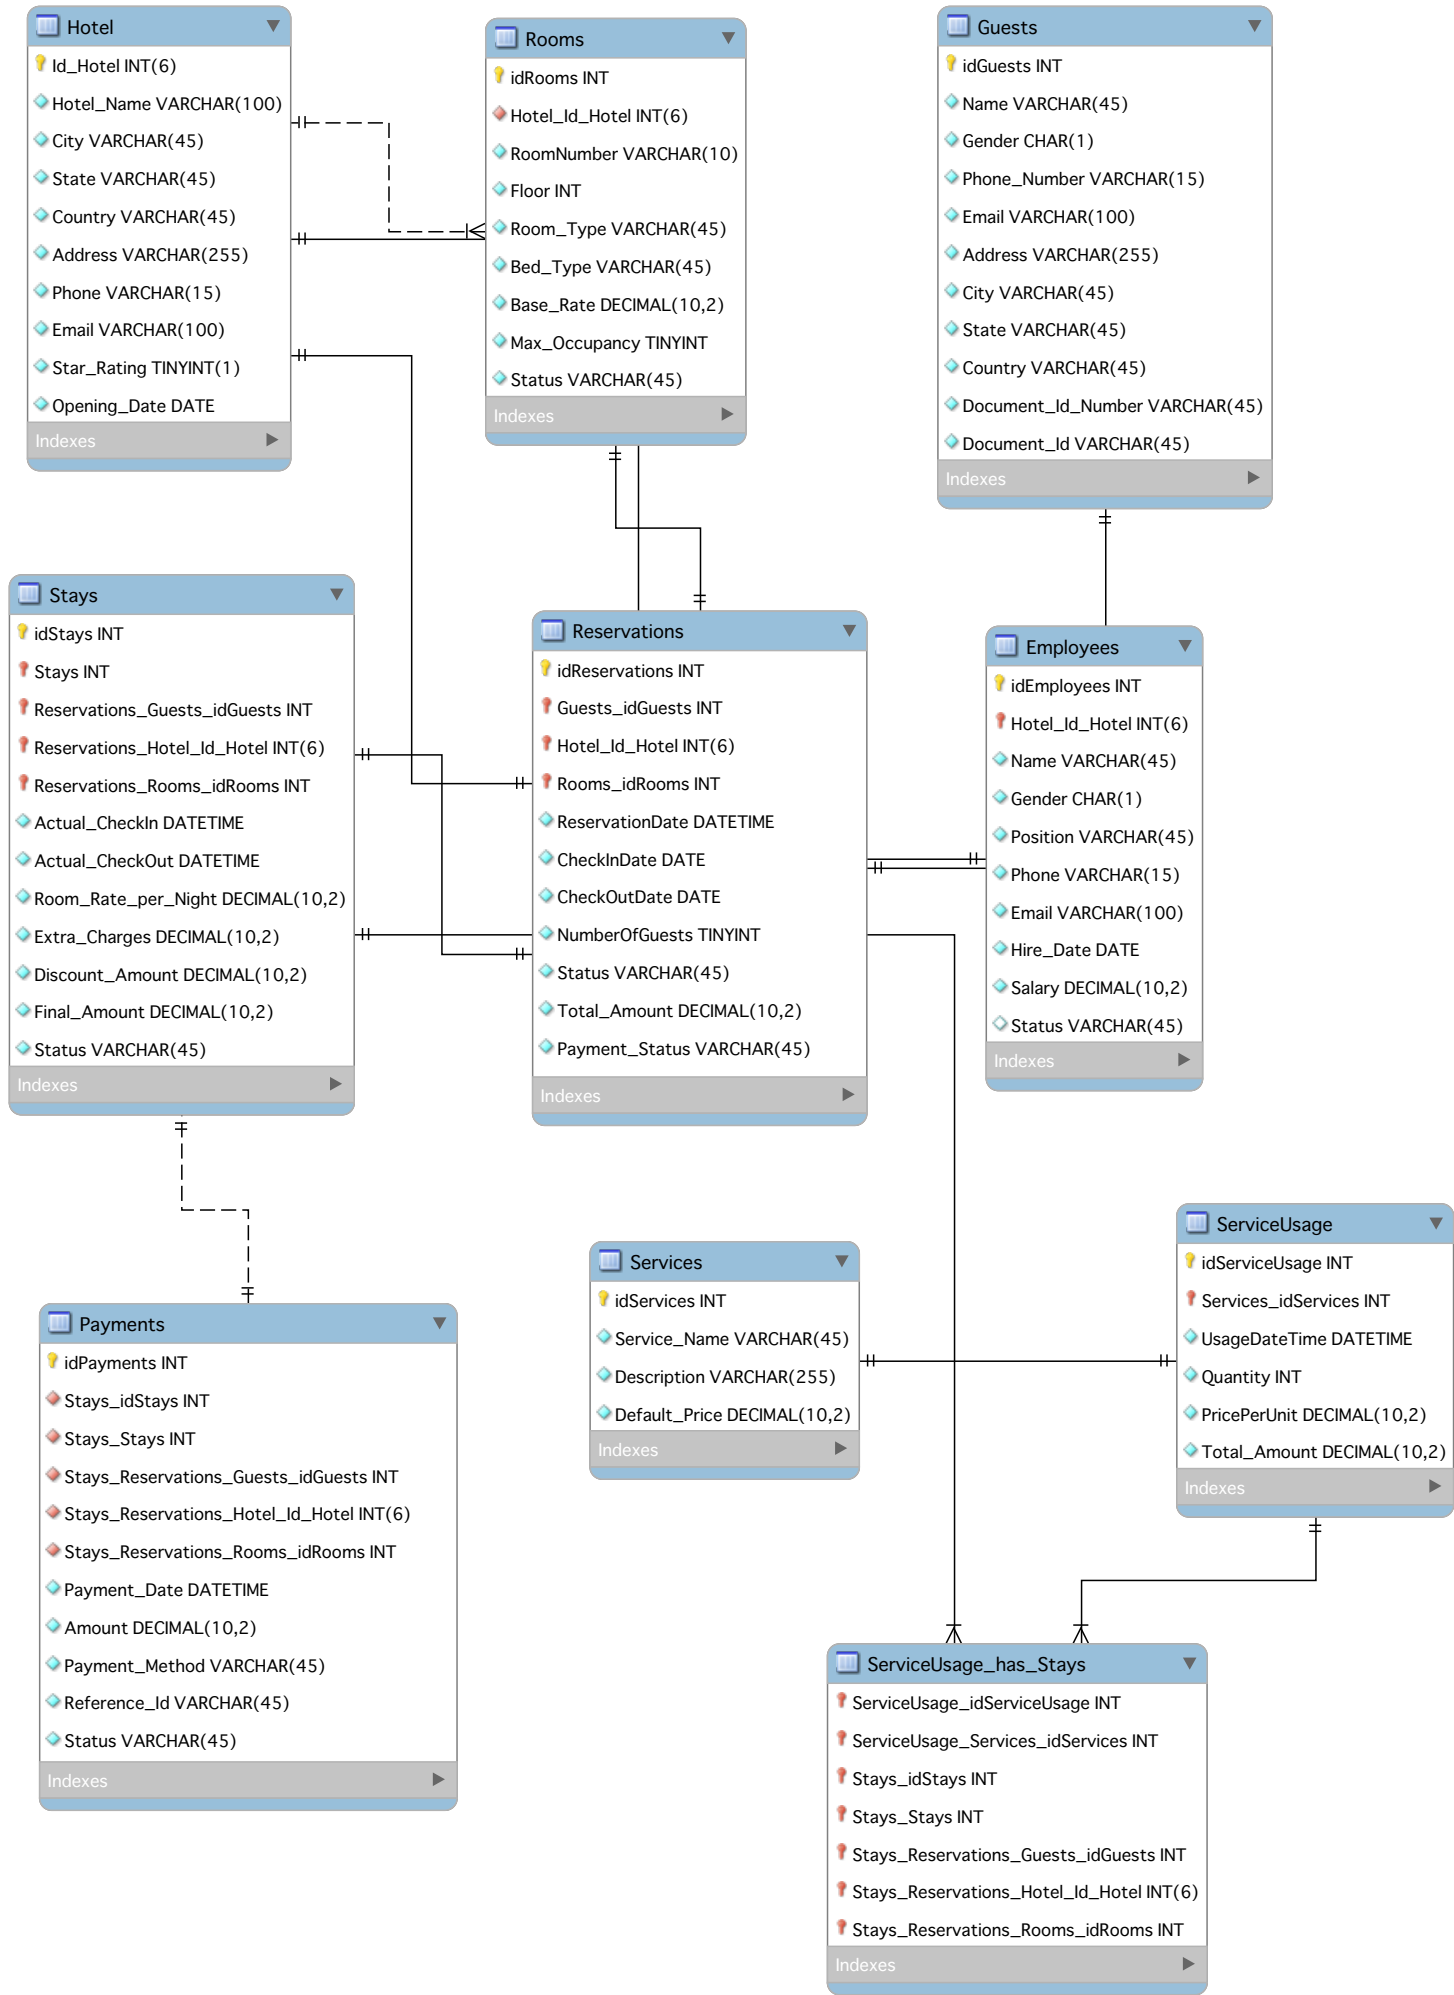 Hotel
Id_Hotel INT(6)
Hotel_Name VARCHAR(100)
City VARCHAR(45)
State VARCHAR(45)
Country VARCHAR(45)
Address VARCHAR(255)
Phone VARCHAR(15)
Email VARCHAR(100)
Star_Rating TINYINT(1)
Opening_Date DATE
Indexes
Rooms
idRooms INT
Hotel_Id_Hotel INT(6)
RoomNumber VARCHAR(10)
Floor INT
Room_Type VARCHAR(45)
Bed_Type VARCHAR(45)
Base_Rate DECIMAL(10,2)
Max_Occupancy TINYINT
Status VARCHAR(45)
Indexes
Guests
idGuests INT
Name VARCHAR(45)
Gender CHAR(1)
Phone_Number VARCHAR(15)
Email VARCHAR(100)
Address VARCHAR(255)
City VARCHAR(45)
State VARCHAR(45)
Country VARCHAR(45)
Document_Id_Number VARCHAR(45)
Document_Id VARCHAR(45)
Indexes
Stays
idStays INT
Stays INT
Reservations_Guests_idGuests INT
Reservations_Hotel_Id_Hotel INT(6)
Reservations_Rooms_idRooms INT
Actual_CheckIn DATETIME
Actual_CheckOut DATETIME
Room_Rate_per_Night DECIMAL(10,2)
Extra_Charges DECIMAL(10,2)
Discount_Amount DECIMAL(10,2)
Final_Amount DECIMAL(10,2)
Status VARCHAR(45)
Indexes
Reservations
idReservations INT
Guests_idGuests INT
Hotel_Id_Hotel INT(6)
Rooms_idRooms INT
ReservationDate DATETIME
CheckInDate DATE
CheckOutDate DATE
NumberOfGuests TINYINT
Status VARCHAR(45)
Total_Amount DECIMAL(10,2)
Payment_Status VARCHAR(45)
Indexes
Employees
idEmployees INT
Hotel_Id_Hotel INT(6)
Name VARCHAR(45)
Gender CHAR(1)
Position VARCHAR(45)
Phone VARCHAR(15)
Email VARCHAR(100)
Hire_Date DATE
Salary DECIMAL(10,2)
Status VARCHAR(45)
Indexes
Payments
idPayments INT
Stays_idStays INT
Stays_Stays INT
Stays_Reservations_Guests_idGuests INT
Stays_Reservations_Hotel_Id_Hotel INT(6)
Stays_Reservations_Rooms_idRooms INT
Payment_Date DATETIME
Amount DECIMAL(10,2)
Payment_Method VARCHAR(45)
Reference_Id VARCHAR(45)
Status VARCHAR(45)
Indexes
Services
idServices INT
Service_Name VARCHAR(45)
Description VARCHAR(255)
Default_Price DECIMAL(10,2)
Indexes
ServiceUsage
idServiceUsage INT
Services_idServices INT
UsageDateTime DATETIME
Quantity INT
PricePerUnit DECIMAL(10,2)
Total_Amount DECIMAL(10,2)
Indexes
ServiceUsage_has_Stays
ServiceUsage_idServiceUsage INT
ServiceUsage_Services_idServices INT
Stays_idStays INT
Stays_Stays INT
Stays_Reservations_Guests_idGuests INT
Stays_Reservations_Hotel_Id_Hotel INT(6)
Stays_Reservations_Rooms_idRooms INT
Indexes